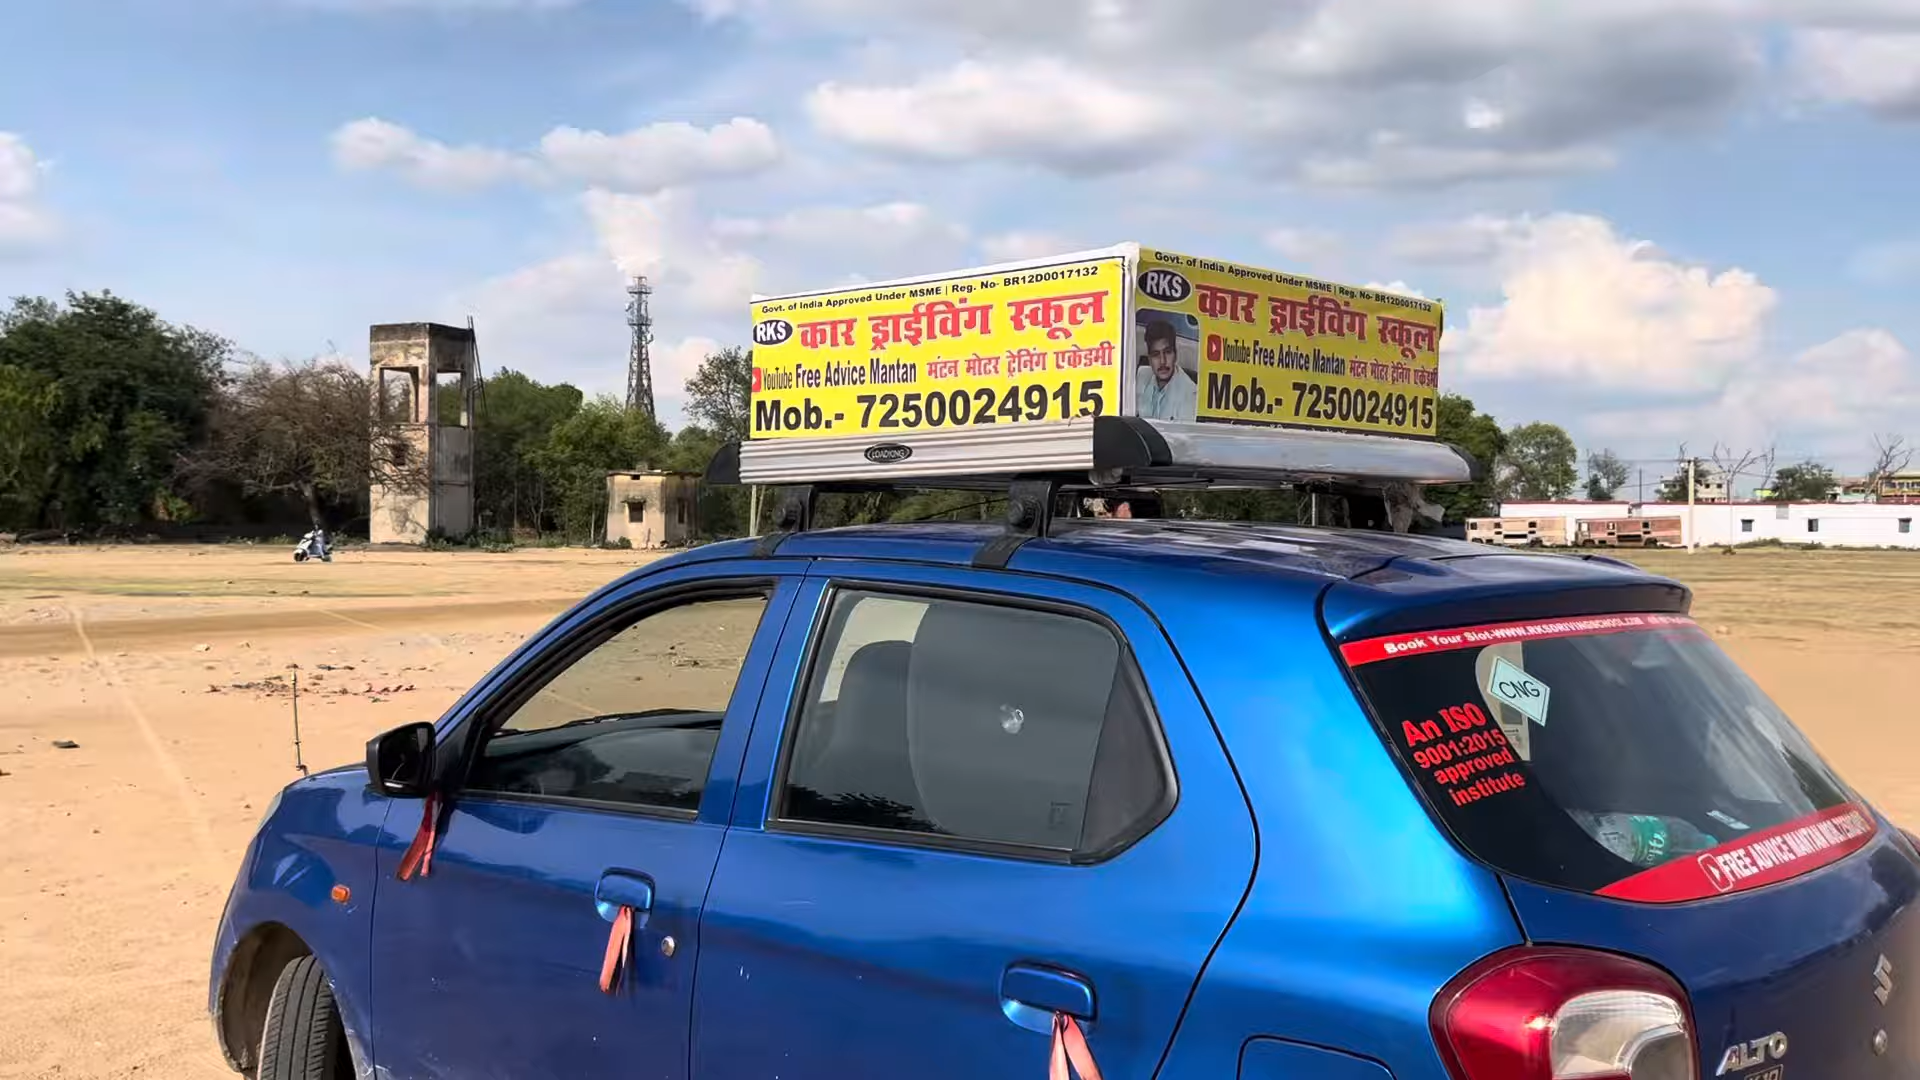 Govt. of India Approved Under MSME | Reg. No- BR12D0017132
RKS कार ड्राईविंग स्कूल
YouTube Free Advice Mantan मंटन मोटर ट्रेनिंग एकेडमी
Mob.- 7250024915
LOADKING
Govt. of India Approved Under MSME | Reg. No- BR12D0017132
RKS कार ड्राईविंग स्कूल
YouTube Free Advice Mantan मंटन मोटर ट्रेनिंग एकेडमी
Mob.- 7250024915
Book Your Slot-WWW.RKSDRIVINGSCHOOL.COM
CNG
An ISO
9001:2015
approved
institute
FREE ADVICE MANTAN
ALTO